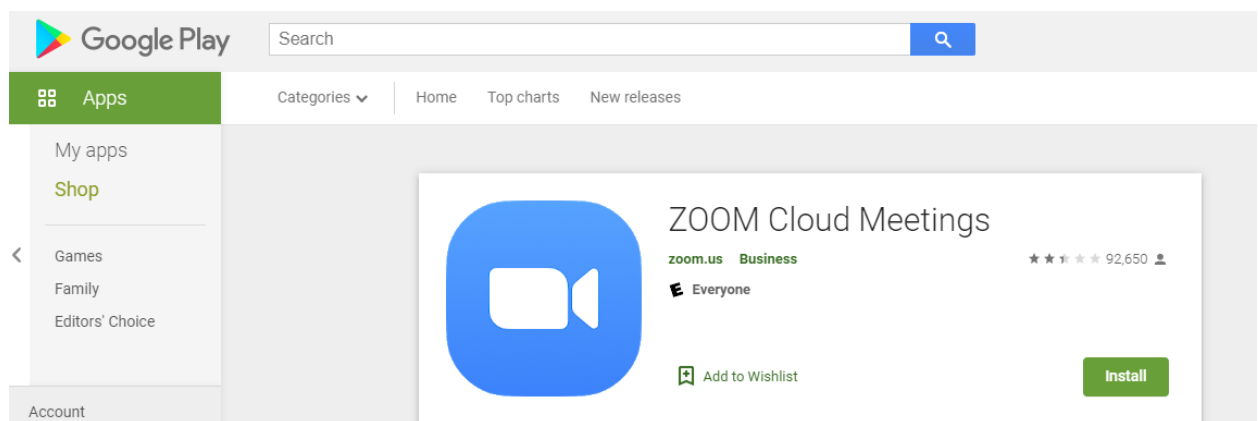 Google Play
Search
Apps
Categories
Home
Top charts
New releases
My apps
Shop
Games
Family
Editors' Choice
Account
ZOOM Cloud Meetings
zoom.us Business
92,650
E Everyone
Add to Wishlist
Install